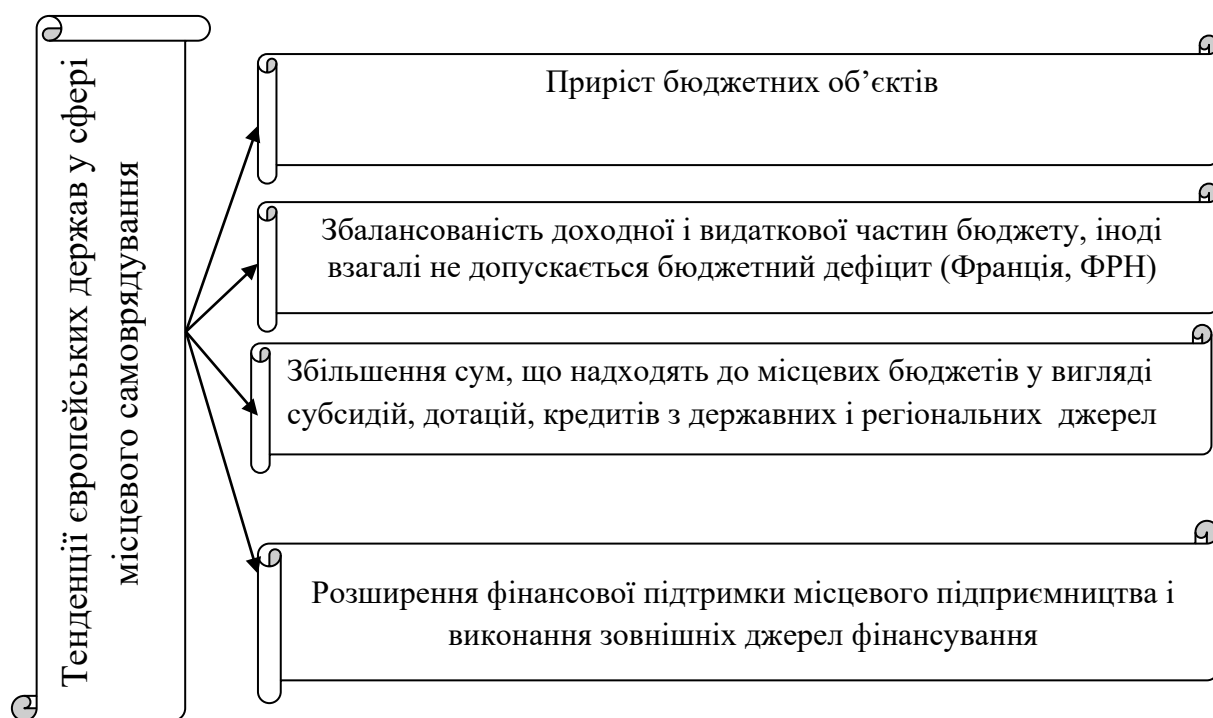 Тенденції європейських держав у сфері
місцевого самоврядування
Приріст бюджетних об’єктів
Збалансованість доходної і видаткової частин бюджету, іноді
взагалі не допускається бюджетний дефіцит (Франція, ФРН)
Збільшення сум, що надходять до місцевих бюджетів у вигляді
субсидій, дотацій, кредитів з державних і регіональних джерел
Розширення фінансової підтримки місцевого підприємництва і
виконання зовнішніх джерел фінансування